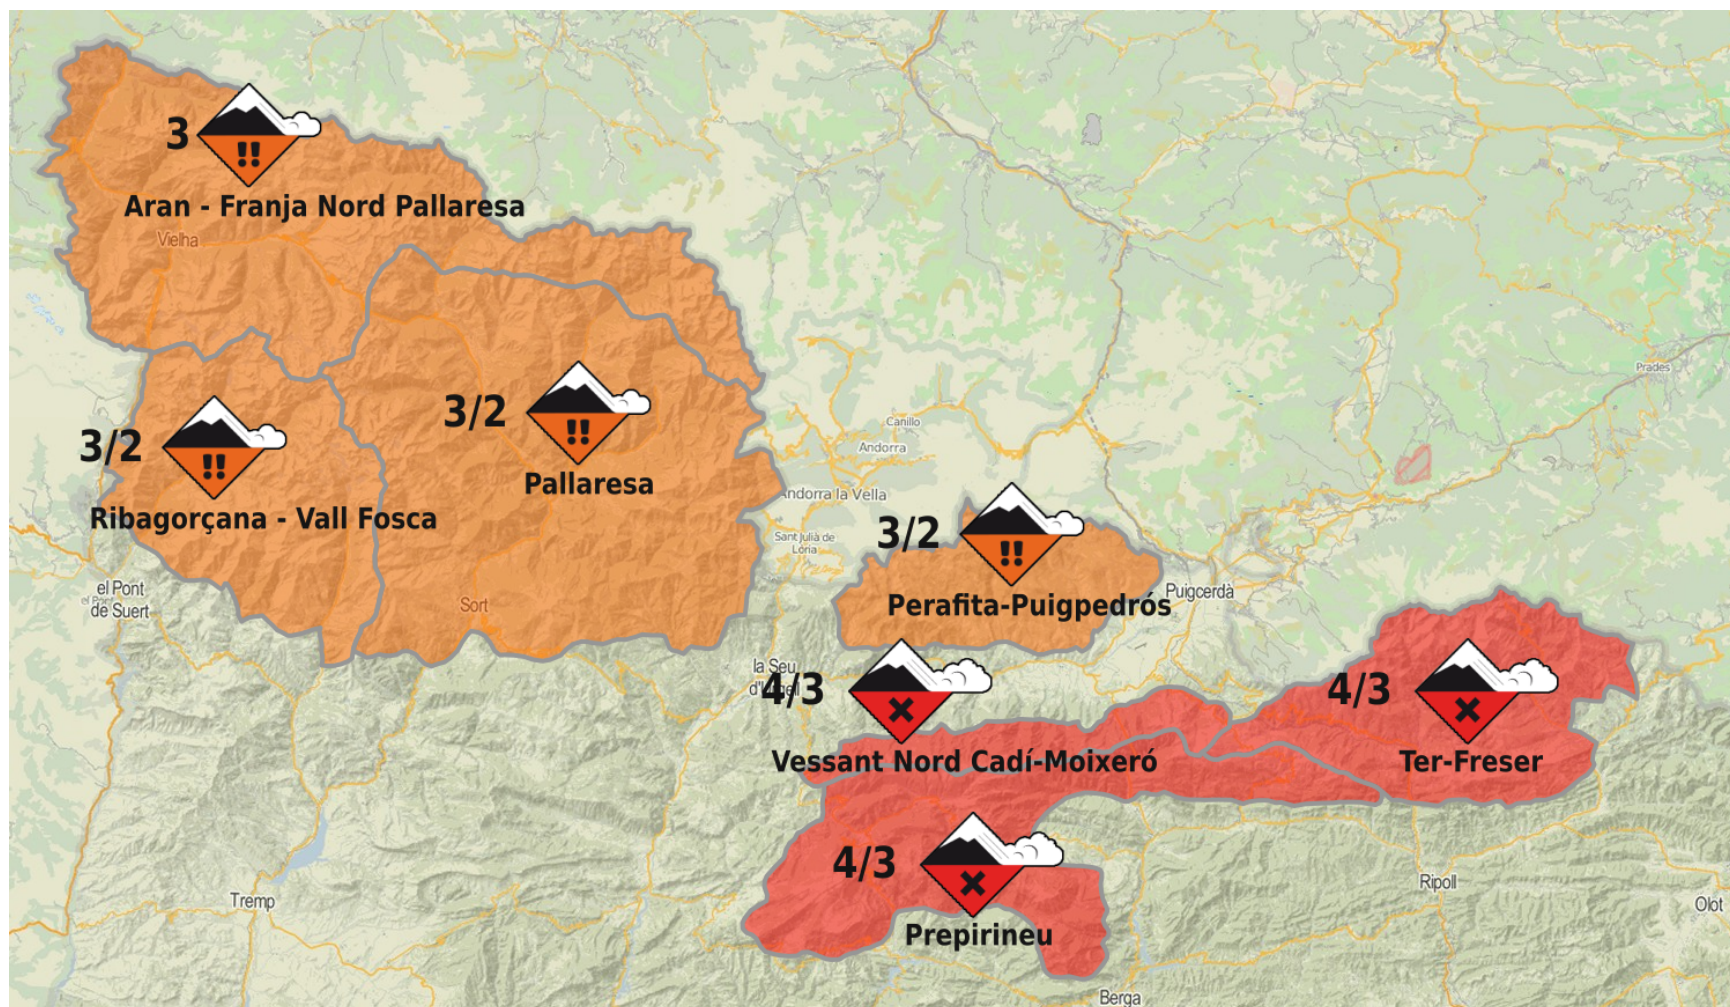 3
!!
Aran - Franja Nord Pallaresa
Vielha
3/2
!!
Pallaresa
3/2
!!
Ribagorçana - Vall Fosca
Prades
Canillo
Andorra
Andorra la Vella
Sant Julià de
Lòria
3/2
!!
Perafita-Puigpedrós
Puigcerdà
el Pont
de Suert
Sort
la Seu
4/3
Vessant Nord Cadí-Moixeró
4/3
Ter-Freser
4/3
Prepirineu
Tremp
Ripoll
Olot
Berga